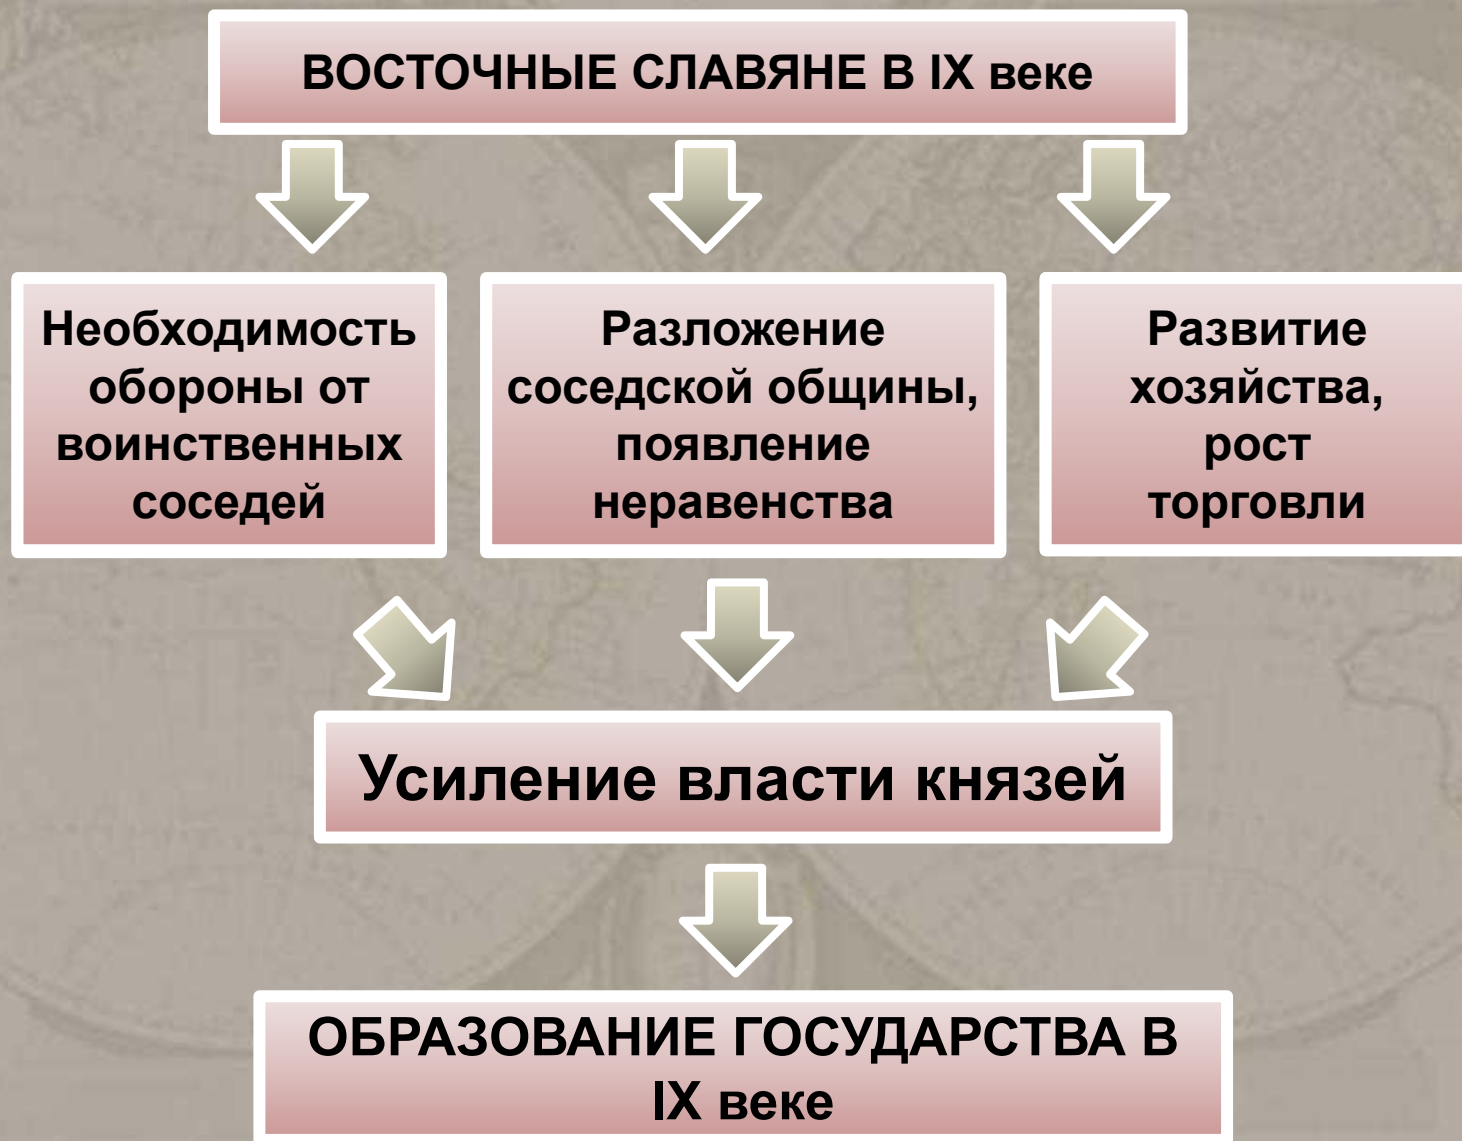 ВОСТОЧНЫЕ СЛАВЯНЕ В IX веке
Необходимость
обороны от
воинственных
соседей
Разложение
соседской общины,
появление
неравенства
Развитие
хозяйства,
рост
торговли
Усиление власти князей
ОБРАЗОВАНИЕ ГОСУДАРСТВА В
IX веке